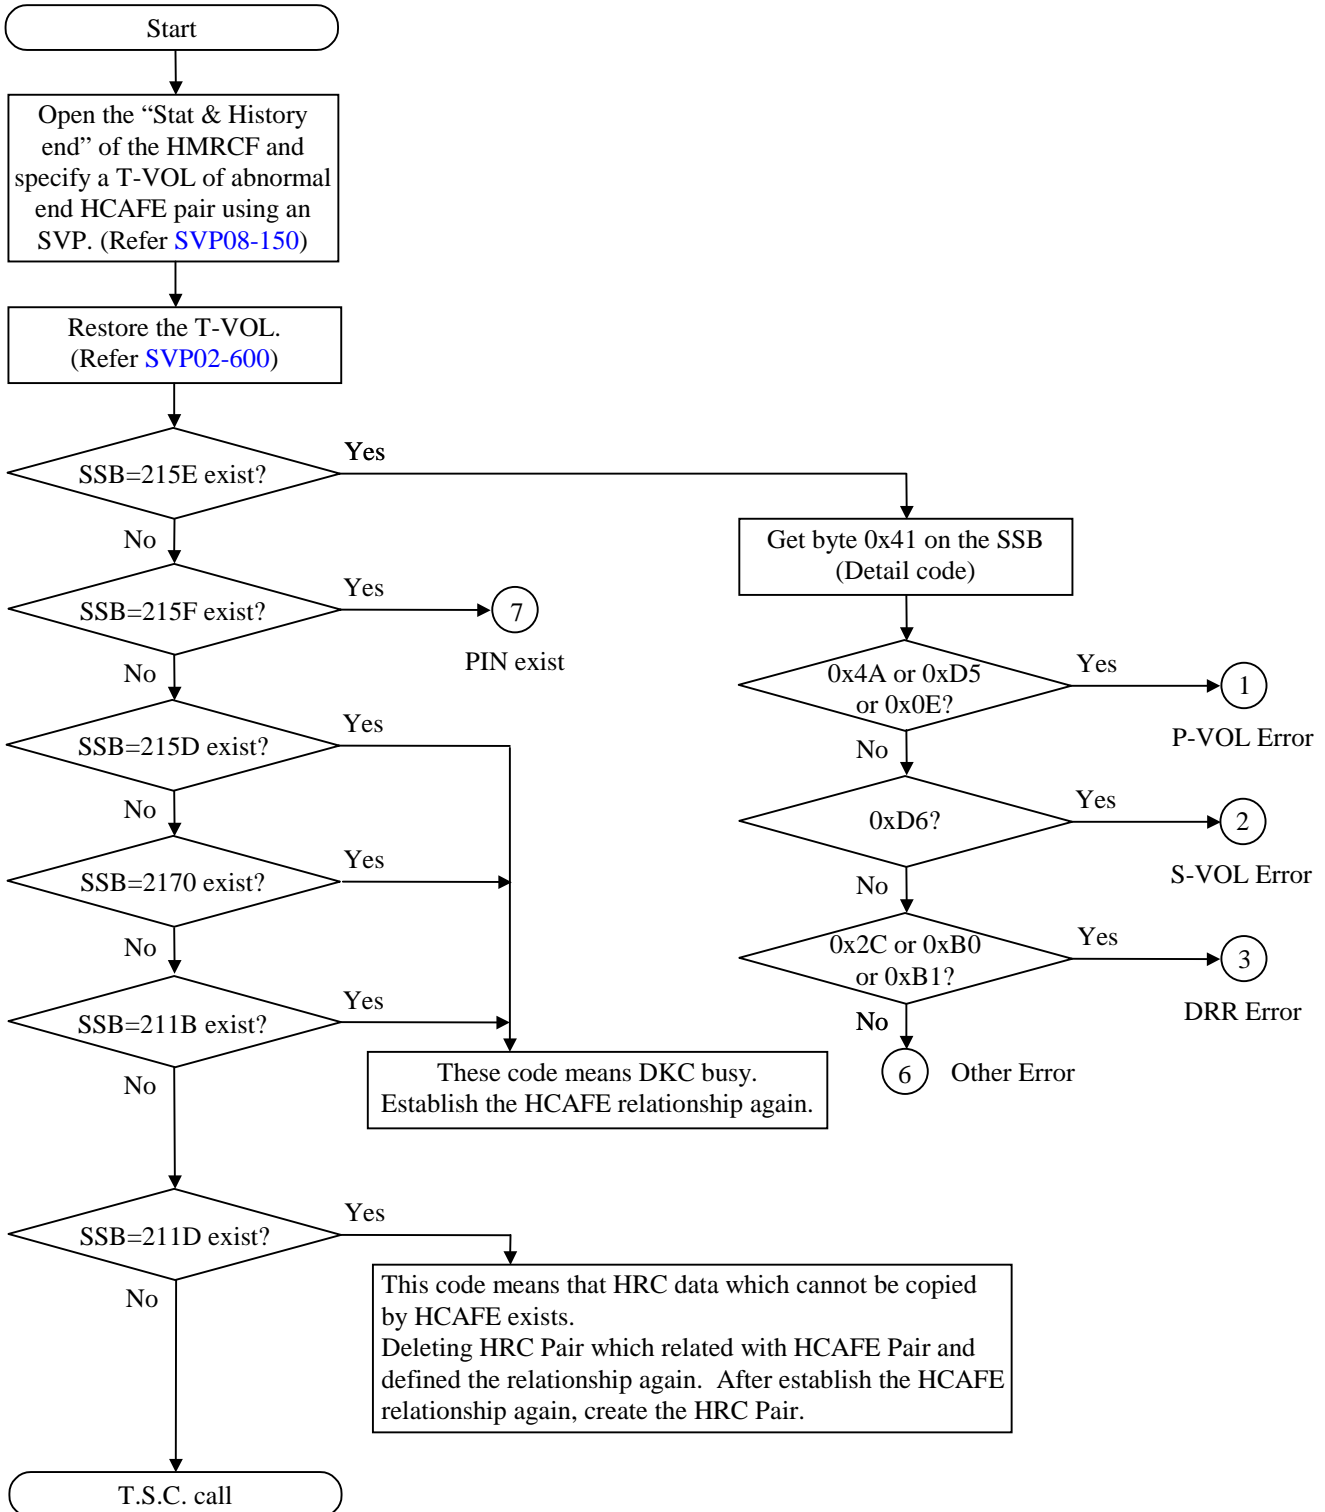 Start
Open the “Stat & History
end” of the HMRCF and
specify a T-VOL of abnormal
end HCAFE pair using an
SVP. (Refer SVP08-150)
Restore the T-VOL.
(Refer SVP02-600)
SSB=215E exist?
Yes
No
Get byte 0x41 on the SSB
(Detail code)
SSB=215F exist?
Yes
7
PIN exist
No
0x4A or 0xD5
or 0x0E?
Yes
1
P-VOL Error
No
SSB=215D exist?
Yes
No
0xD6?
Yes
2
S-VOL Error
No
SSB=2170 exist?
Yes
No
0x2C or 0xB0
or 0xB1?
Yes
3
DRR Error
No
6
Other Error
SSB=211B exist?
Yes
No
These code means DKC busy.
Establish the HCAFE relationship again.
SSB=211D exist?
Yes
No
This code means that HRC data which cannot be copied
by HCAFE exists.
Deleting HRC Pair which related with HCAFE Pair and
defined the relationship again.  After establish the HCAFE
relationship again, create the HRC Pair.
T.S.C. call